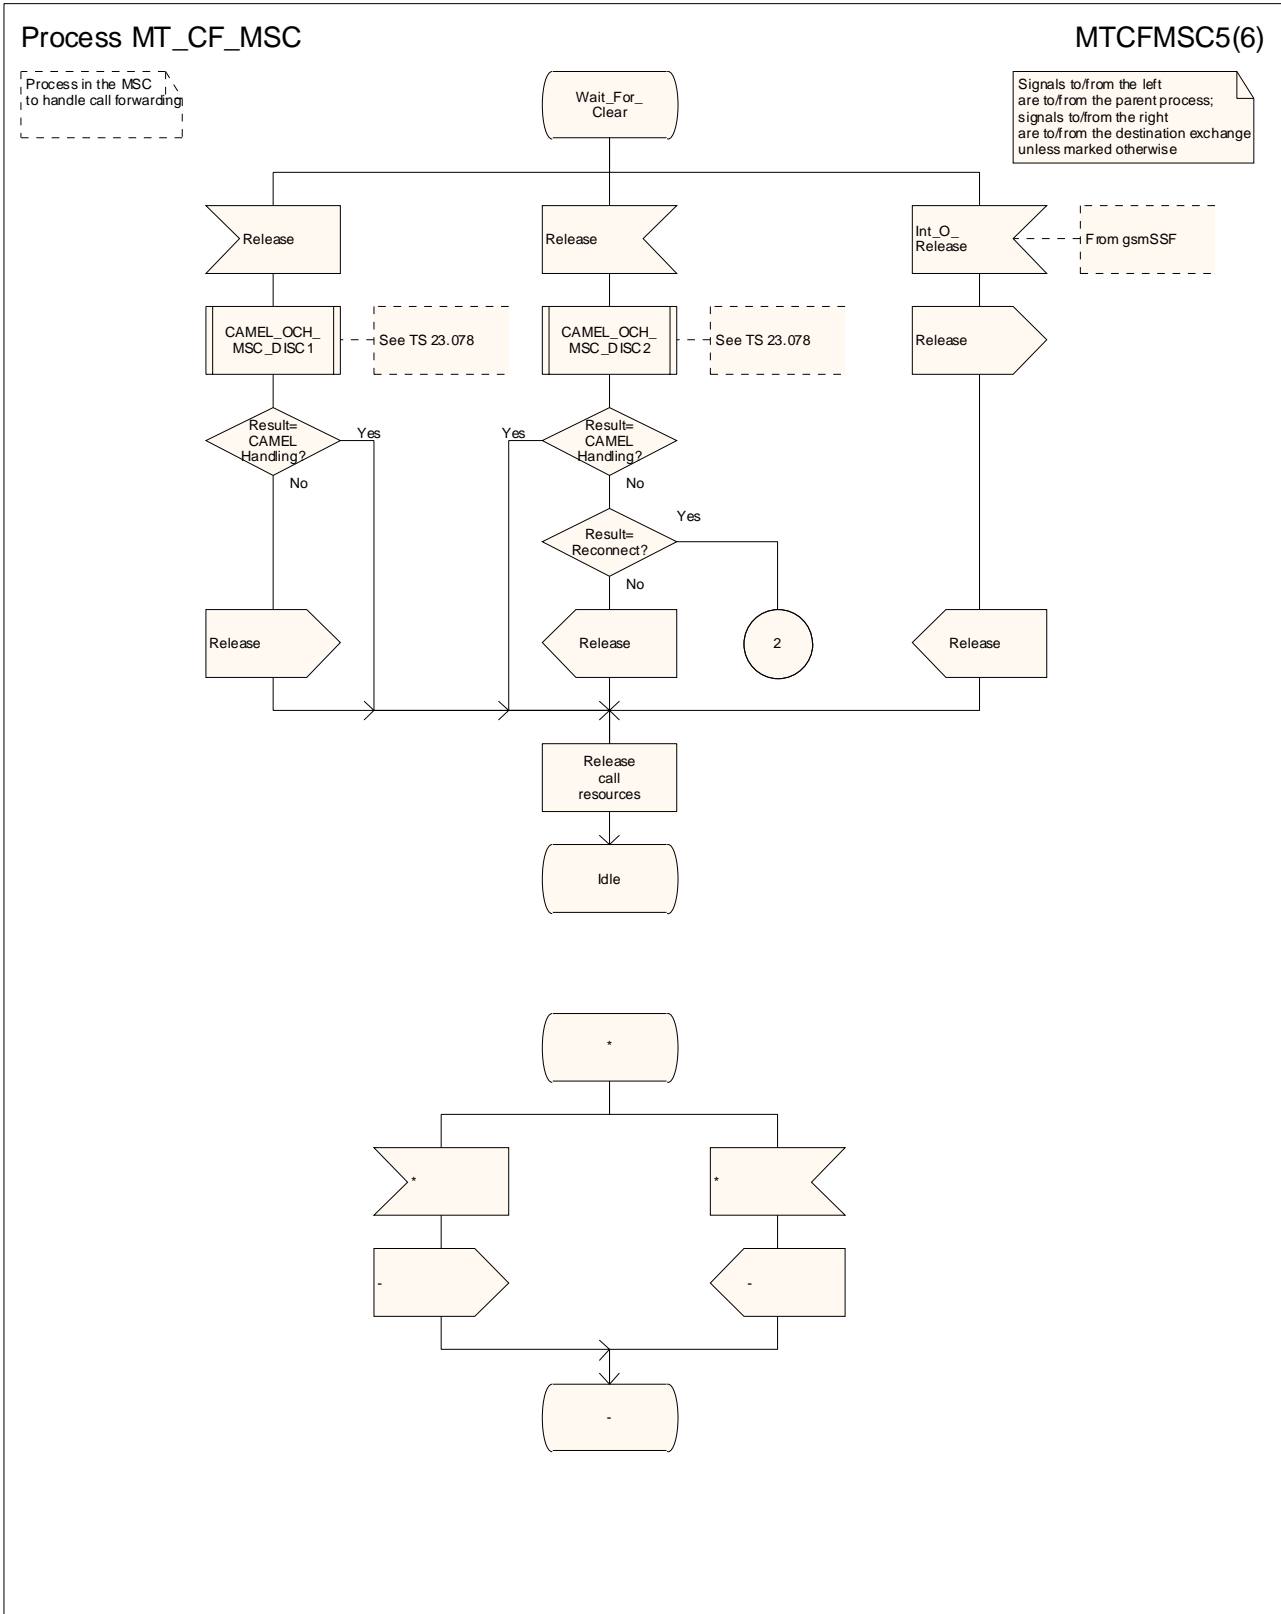 Process MT_CF_MSC
MTCFMSC5(6)
Process in the MSC
to handle call forwarding
Signals to/from the left
are to/from the parent process;
signals to/from the right
are to/from the destination exchange
unless marked otherwise
Wait_For_
Clear
Release
Release
Int_O_
Release
From gsmSSF
CAMEL_OCH_
MSC_DISC1
See TS 23.078
CAMEL_OCH_
MSC_DISC2
See TS 23.078
Release
Result=
CAMEL
Handling?
Yes
No
Yes
Result=
CAMEL
Handling?
No
Result=
Reconnect?
Yes
No
Release
Release
2
Release
Release
call
resources
Idle
*
*
*
-
-
-